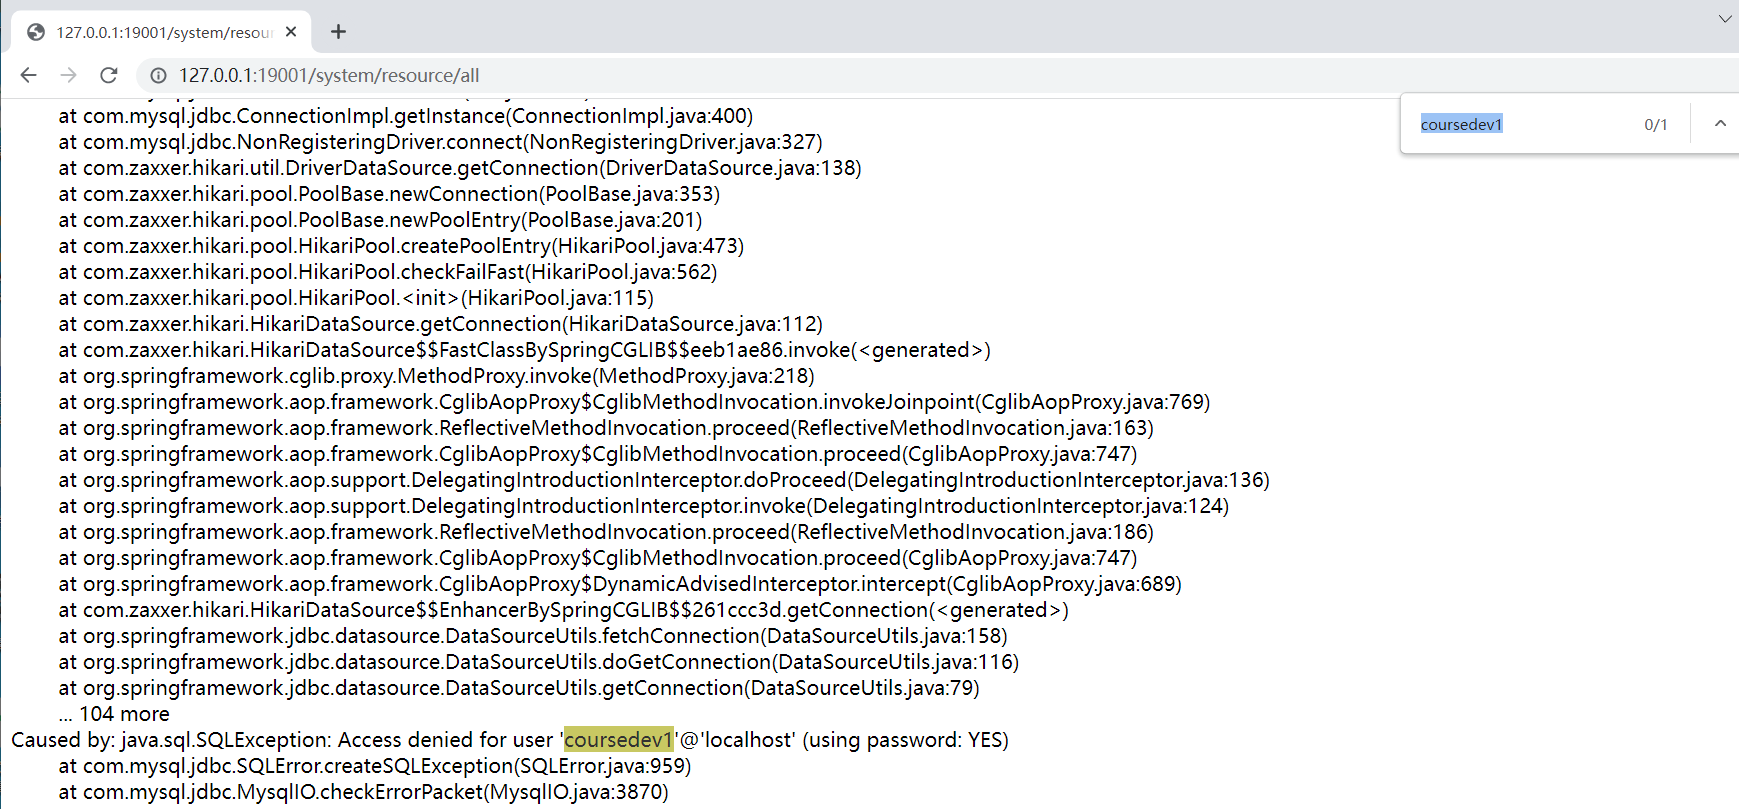 127.0.0.1:19001/system/resou
127.0.0.1:19001/system/resource/all
coursedev1 0/1
at com.mysql.jdbc.ConnectionImpl.getInstance(ConnectionImpl.java:400)
at com.mysql.jdbc.NonRegisteringDriver.connect(NonRegisteringDriver.java:327)
at com.zaxxer.hikari.util.DriverDataSource.getConnection(DriverDataSource.java:138)
at com.zaxxer.hikari.pool.PoolBase.newConnection(PoolBase.java:353)
at com.zaxxer.hikari.pool.PoolBase.newPoolEntry(PoolBase.java:201)
at com.zaxxer.hikari.pool.HikariPool.createPoolEntry(HikariPool.java:473)
at com.zaxxer.hikari.pool.HikariPool.checkFailFast(HikariPool.java:562)
at com.zaxxer.hikari.pool.HikariPool.<init>(HikariPool.java:115)
at com.zaxxer.hikari.HikariDataSource.getConnection(HikariDataSource.java:112)
at com.zaxxer.hikari.HikariDataSource$$FastClassBySpringCGLIB$$eeb1ae86.invoke(<generated>)
at org.springframework.cglib.proxy.MethodProxy.invoke(MethodProxy.java:218)
at org.springframework.aop.framework.CglibAopProxy$CglibMethodInvocation.invokeJoinpoint(CglibAopProxy.java:769)
at org.springframework.aop.framework.ReflectiveMethodInvocation.proceed(ReflectiveMethodInvocation.java:163)
at org.springframework.aop.framework.CglibAopProxy$CglibMethodInvocation.proceed(CglibAopProxy.java:747)
at org.springframework.aop.support.DelegatingIntroductionInterceptor.doProceed(DelegatingIntroductionInterceptor.java:136)
at org.springframework.aop.support.DelegatingIntroductionInterceptor.invoke(DelegatingIntroductionInterceptor.java:124)
at org.springframework.aop.framework.ReflectiveMethodInvocation.proceed(ReflectiveMethodInvocation.java:186)
at org.springframework.aop.framework.CglibAopProxy$CglibMethodInvocation.proceed(CglibAopProxy.java:747)
at org.springframework.aop.framework.CglibAopProxy$DynamicAdvisedInterceptor.intercept(CglibAopProxy.java:689)
at com.zaxxer.hikari.HikariDataSource$$EnhancerBySpringCGLIB$$261ccc3d.getConnection(<generated>)
at org.springframework.jdbc.datasource.DataSourceUtils.fetchConnection(DataSourceUtils.java:158)
at org.springframework.jdbc.datasource.DataSourceUtils.doGetConnection(DataSourceUtils.java:116)
at org.springframework.jdbc.datasource.DataSourceUtils.getConnection(DataSourceUtils.java:79)
... 104 more
Caused by: java.sql.SQLException: Access denied for user 'coursedev1'@'localhost' (using password: YES)
at com.mysql.jdbc.SQLError.createSQLException(SQLError.java:959)
at com.mysql.jdbc.MysqlIO.checkErrorPacket(MysqlIO.java:3870)